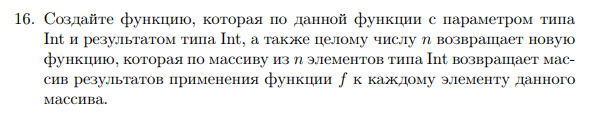 16. Создайте функцию, которая по данной функции с параметром типа
Int и результатом типа Int, а также целому числу n возвращает новую
функцию, которая по массиву из n элементов типа Int возвращает мас-
сив результатов применения функции f к каждому элементу данного
массива.